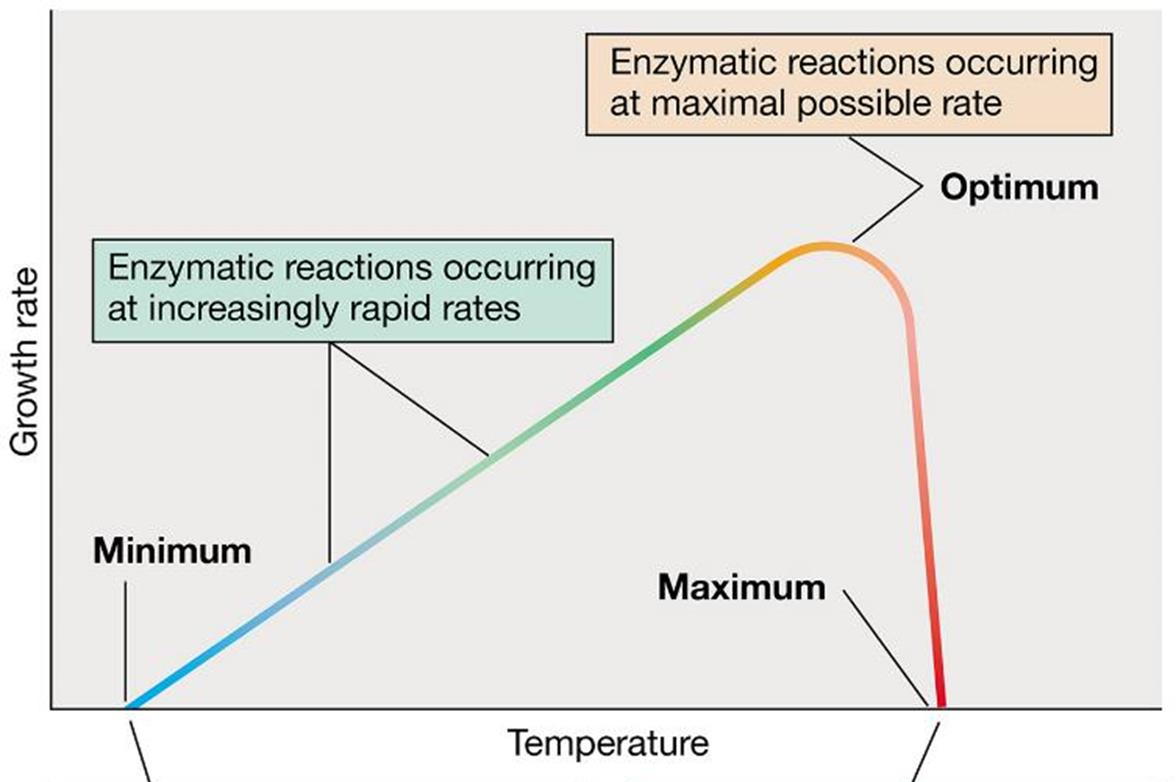 Enzymatic reactions occurring
at maximal possible rate
Optimum
Enzymatic reactions occurring
at increasingly rapid rates
Growth rate
Minimum
Maximum
Temperature